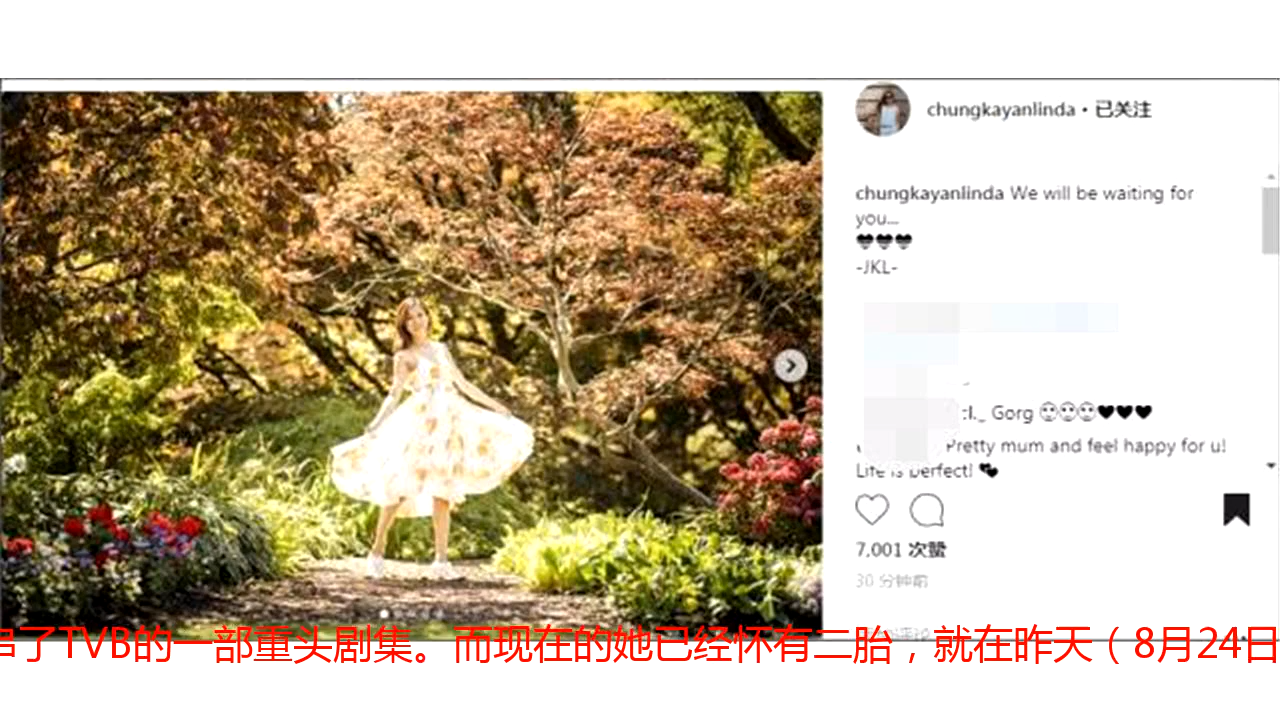 chungkayanlinda • 已关注
chungkayanlinda We will be waiting for
you...
-JKL-
cl._ Gorg
Pretty mum and feel happy for u!
Life is perfect!
7,001 次赞
30 分钟前
串了TVB的一部重头剧集。而现在的她已经怀有二胎，就在昨天（8月24日